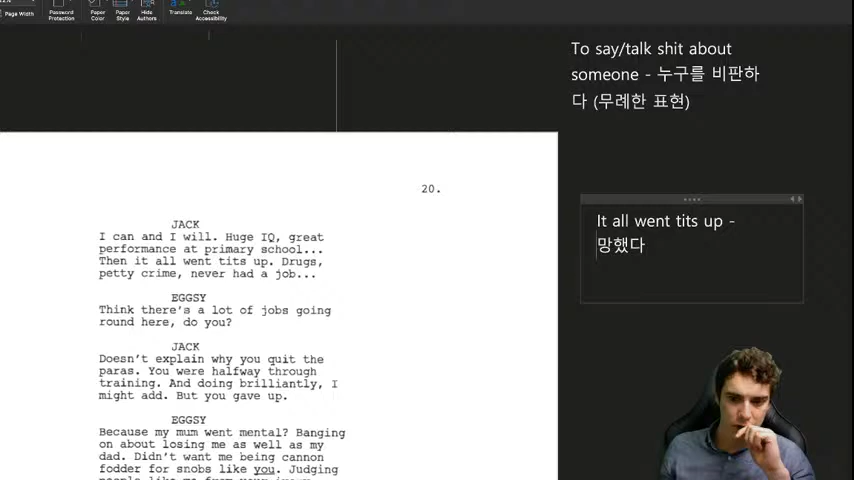 Page Width
Password
Protection
Paper
Color
Paper
Style
Hide
Authors
Translate
Check
Accessibility
To say/talk shit about
someone - 누구를 비판하
다 (무례한 표현)
It all went tits up -
망했다
20.
JACK
I can and I will. Huge IQ, great
performance at primary school...
Then it all went tits up. Drugs,
petty crime, never had a job...
EGGSY
Think there's a lot of jobs going
round here, do you?
JACK
Doesn't explain why you quit the
paras. You were halfway through
training. And doing brilliantly, I
might add. But you gave up.
EGGSY
Because my mum went mental? Banging
on about losing me as well as my
dad. Didn't want me being cannon
fodder for snobs like you. Judging